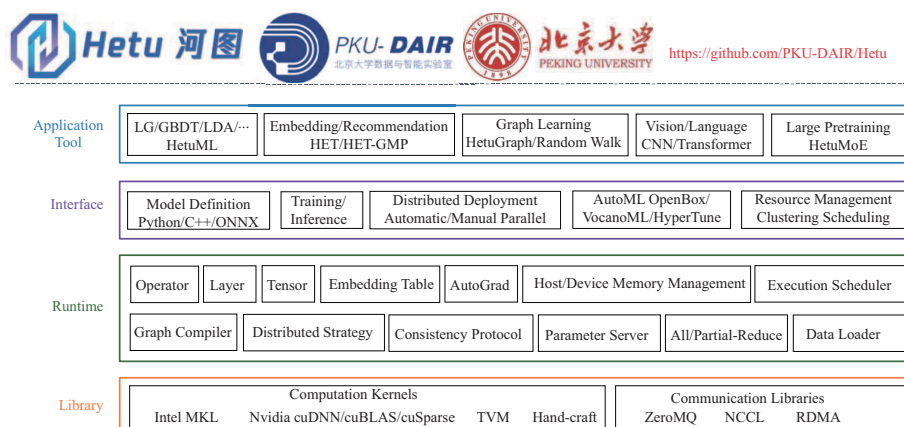 Hetu 河图
PKU-DAIR
北京大学数据与智能实验室
PEKING UNIVERSITY
1898
北京大学
PEKING UNIVERSITY
https://github.com/PKU-DAIR/Hetu
Application
Tool
LG/GBDT/LDA/···
HetuML
Embedding/Recommendation
HET/HET-GMP
Graph Learning
HetuGraph/Random Walk
Vision/Language
CNN/Transformer
Large Pretraining
HetuMoE
Interface
Model Definition
Python/C++/ONNX
Training/
Inference
Distributed Deployment
Automatic/Manual Parallel
AutoML OpenBox/
VocanoML/HyperTune
Resource Management
Clustering Scheduling
Runtime
Operator
Layer
Tensor
Embedding Table
AutoGrad
Host/Device Memory Management
Execution Scheduler
Graph Compiler
Distributed Strategy
Consistency Protocol
Parameter Server
All/Partial-Reduce
Data Loader
Library
Computation Kernels
Intel MKL Nvidia cuDNN/cuBLAS/cuSparse TVM Hand-craft
Communication Libraries
ZeroMQ NCCL RDMA